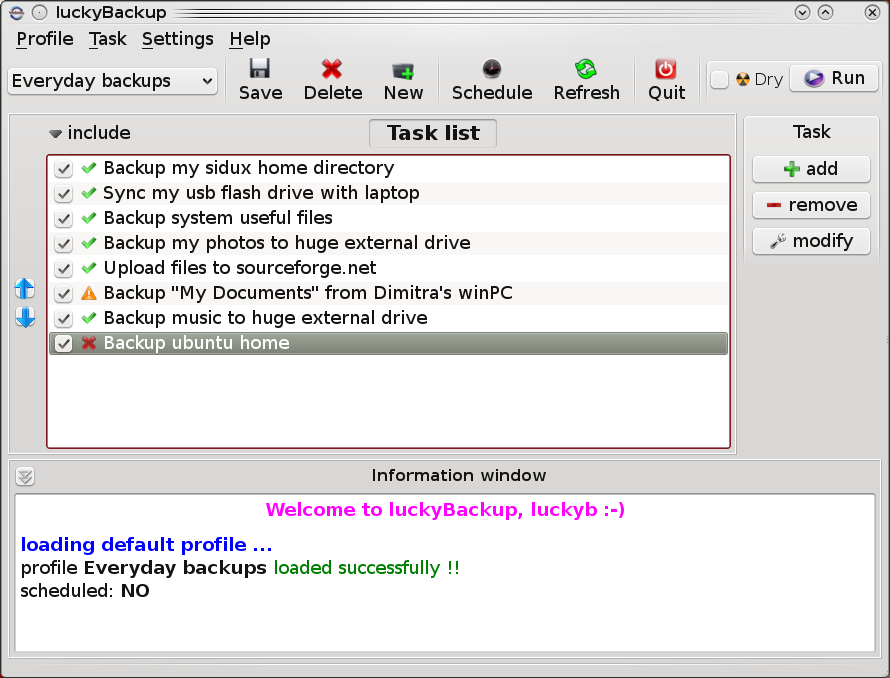 luckyBackup
Profile Task Settings Help
Everyday backups Save Delete New Schedule Refresh Quit Dry Run
include Task list Task
Backup my sidux home directory
Sync my usb flash drive with laptop
Backup system useful files
Backup my photos to huge external drive
Upload files to sourceforge.net
Backup "My Documents" from Dimitra's winPC
Backup music to huge external drive
Backup ubuntu home
add
remove
modify
Information window
Welcome to luckyBackup, luckyb :-)
loading default profile ...
profile Everyday backups loaded successfully !!
scheduled: NO